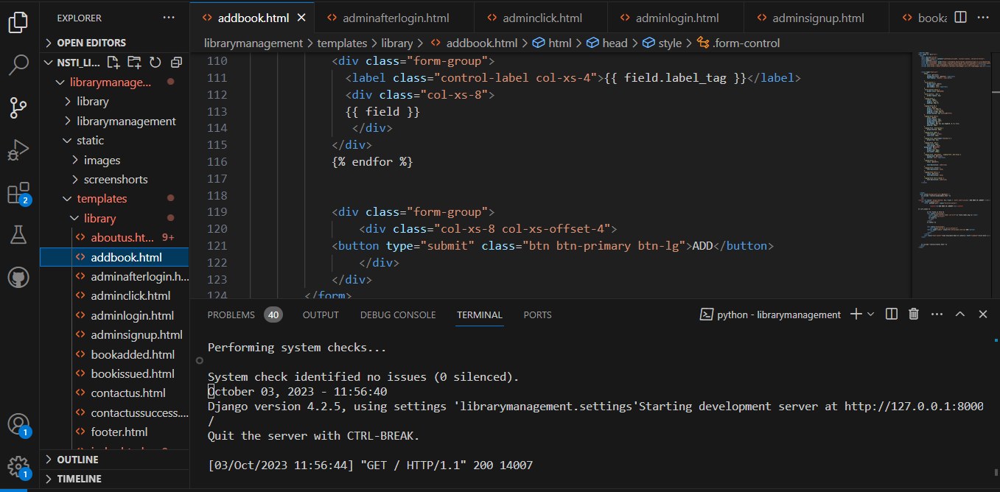 EXPLORER ...
addbook.html
adminafterlogin.html
adminclick.html
adminlogin.html
adminsignup.html
...
OPEN EDITORS
librarymanagement > templates > library > addbook.html > html > head > style > .form-control
NSTI_LI...
librarymanage...
library
librarymanagement
static
images
screenshorts
templates
library
aboutus.ht... 9+
addbook.html
adminafterlogin.h...
adminclick.html
adminlogin.html
adminsignup.html
bookadded.html
bookissued.html
contactus.html
contactussuccess....
footer.html
OUTLINE
TIMELINE
2
1
1
110 <div class="form-group">
111 <label class="control-label col-xs-4">{{ field.label_tag }}</label>
112 <div class="col-xs-8">
113 {{ field }}
114 </div>
115 </div>
116 {% endfor %}
117
118
119 <div class="form-group">
120 <div class="col-xs-8 col-xs-offset-4">
121 <button type="submit" class="btn btn-primary btn-lg">ADD</button>
122 </div>
123 </div>
124 </form>
PROBLEMS 40 OUTPUT DEBUG CONSOLE TERMINAL PORTS
python - librarymanagement
Performing system checks...
System check identified no issues (0 silenced).
October 03, 2023 - 11:56:40
Django version 4.2.5, using settings 'librarymanagement.settings'Starting development server at http://127.0.0.1:8000
/
Quit the server with CTRL-BREAK.
[03/Oct/2023 11:56:44] "GET / HTTP/1.1" 200 14007